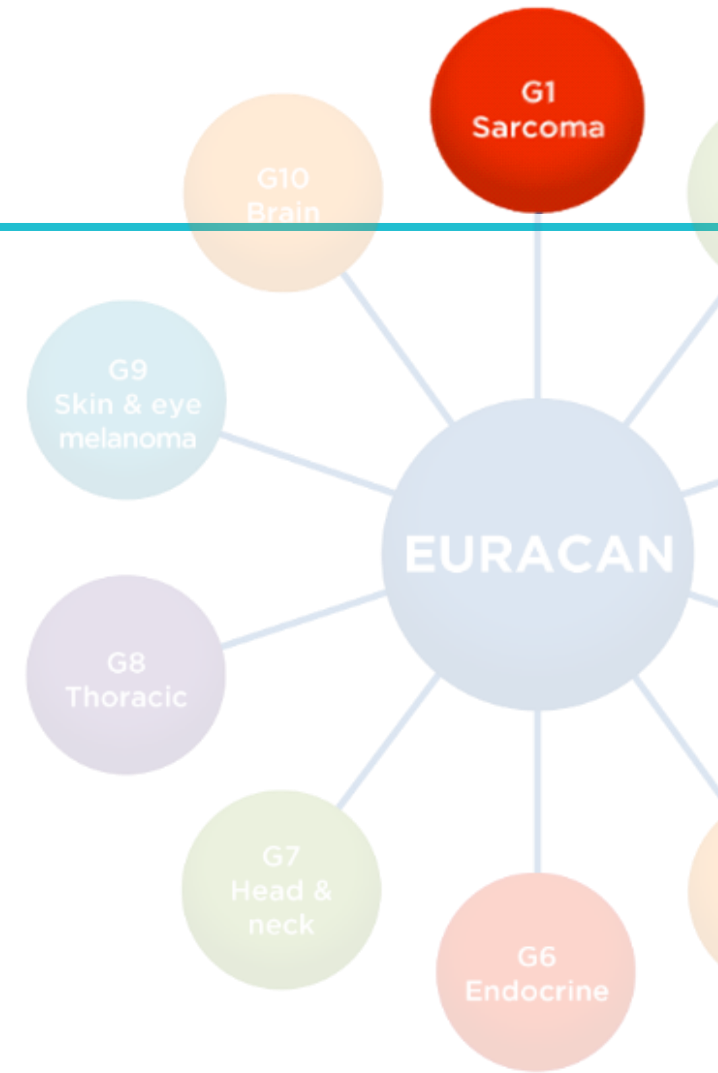 G1
Sarcoma
G10
Brain
G9
Skin & eye
melanoma
EURACAN
G8
Thoracic
G7
Head &
neck
G6
Endocrine